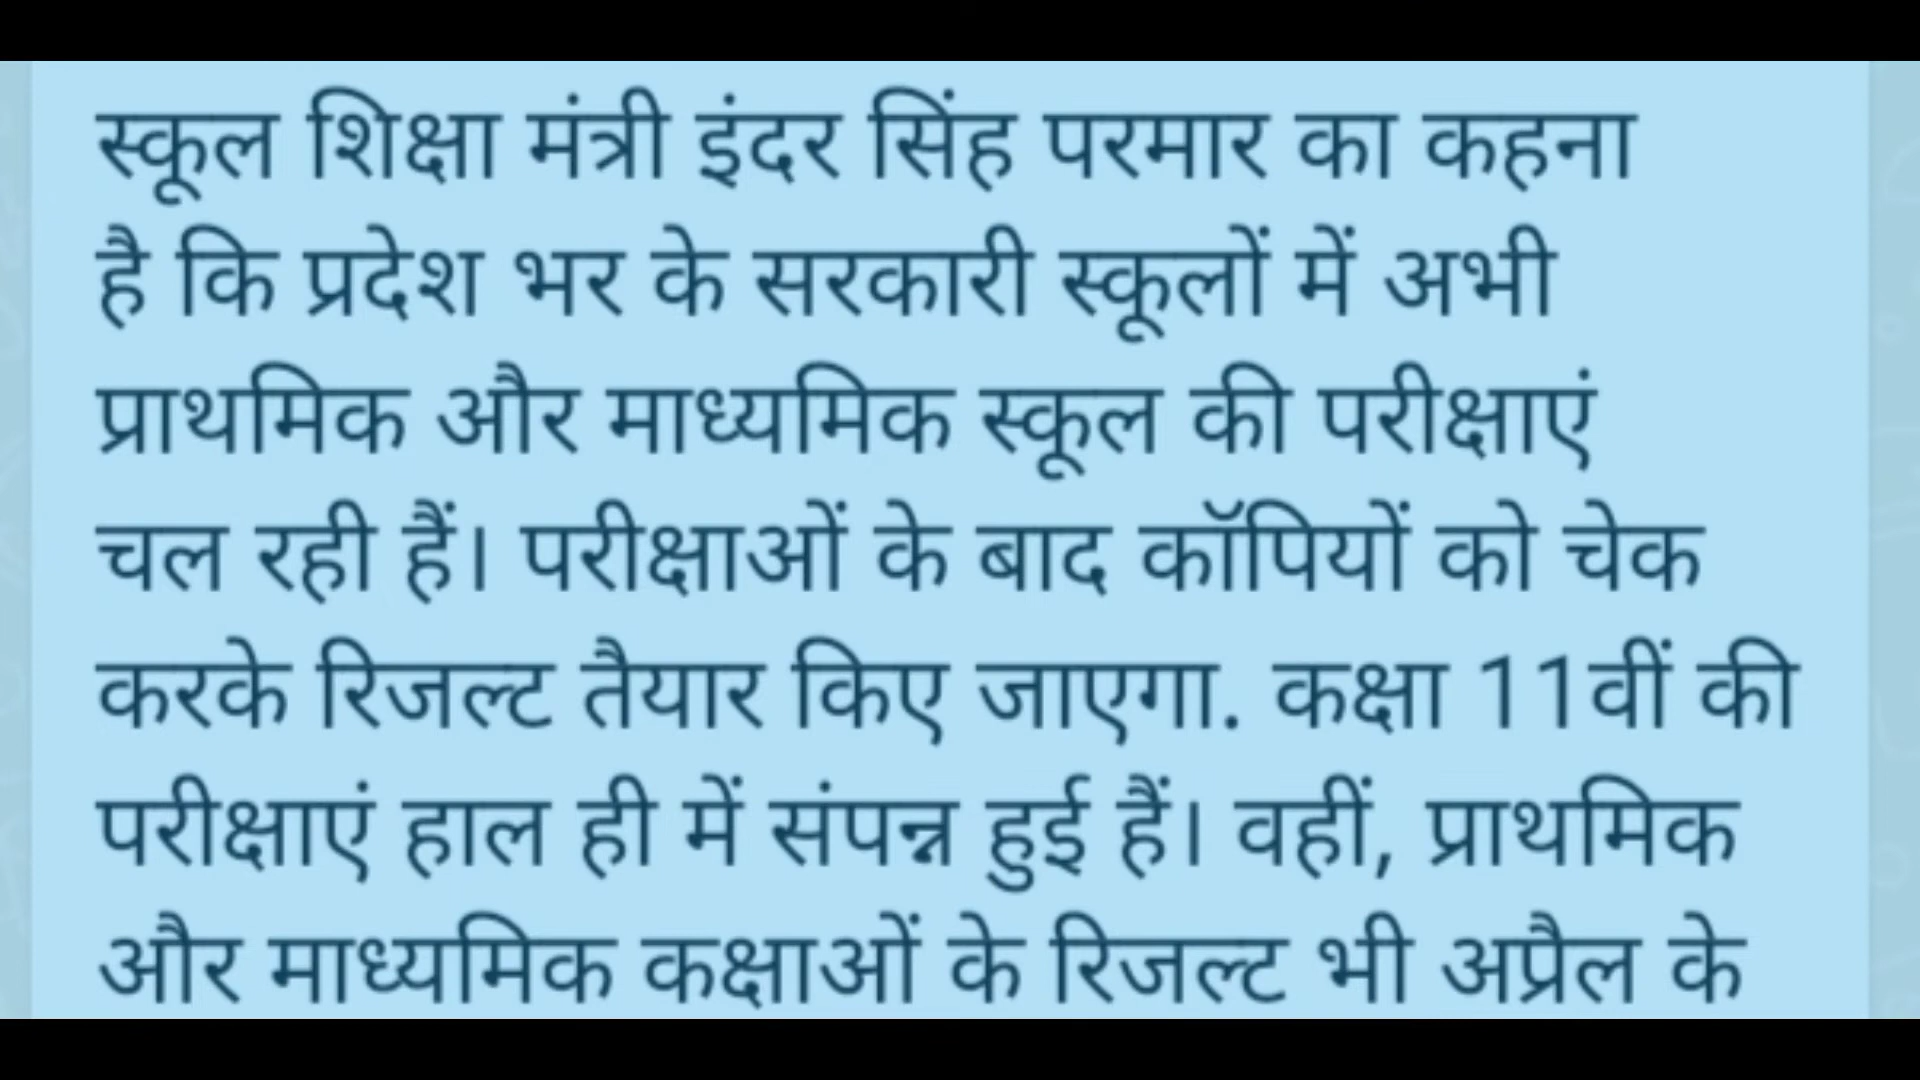 स्कूल शिक्षा मंत्री इंदर सिंह परमार का कहना
है कि प्रदेश भर के सरकारी स्कूलों में अभी
प्राथमिक और माध्यमिक स्कूल की परीक्षाएं
चल रही हैं। परीक्षाओं के बाद कॉपियों को चेक
करके रिजल्ट तैयार किए जाएगा. कक्षा 11वीं की
परीक्षाएं हाल ही में संपन्न हुई हैं। वहीं, प्राथमिक
और माध्यमिक कक्षाओं के रिजल्ट भी अप्रैल के